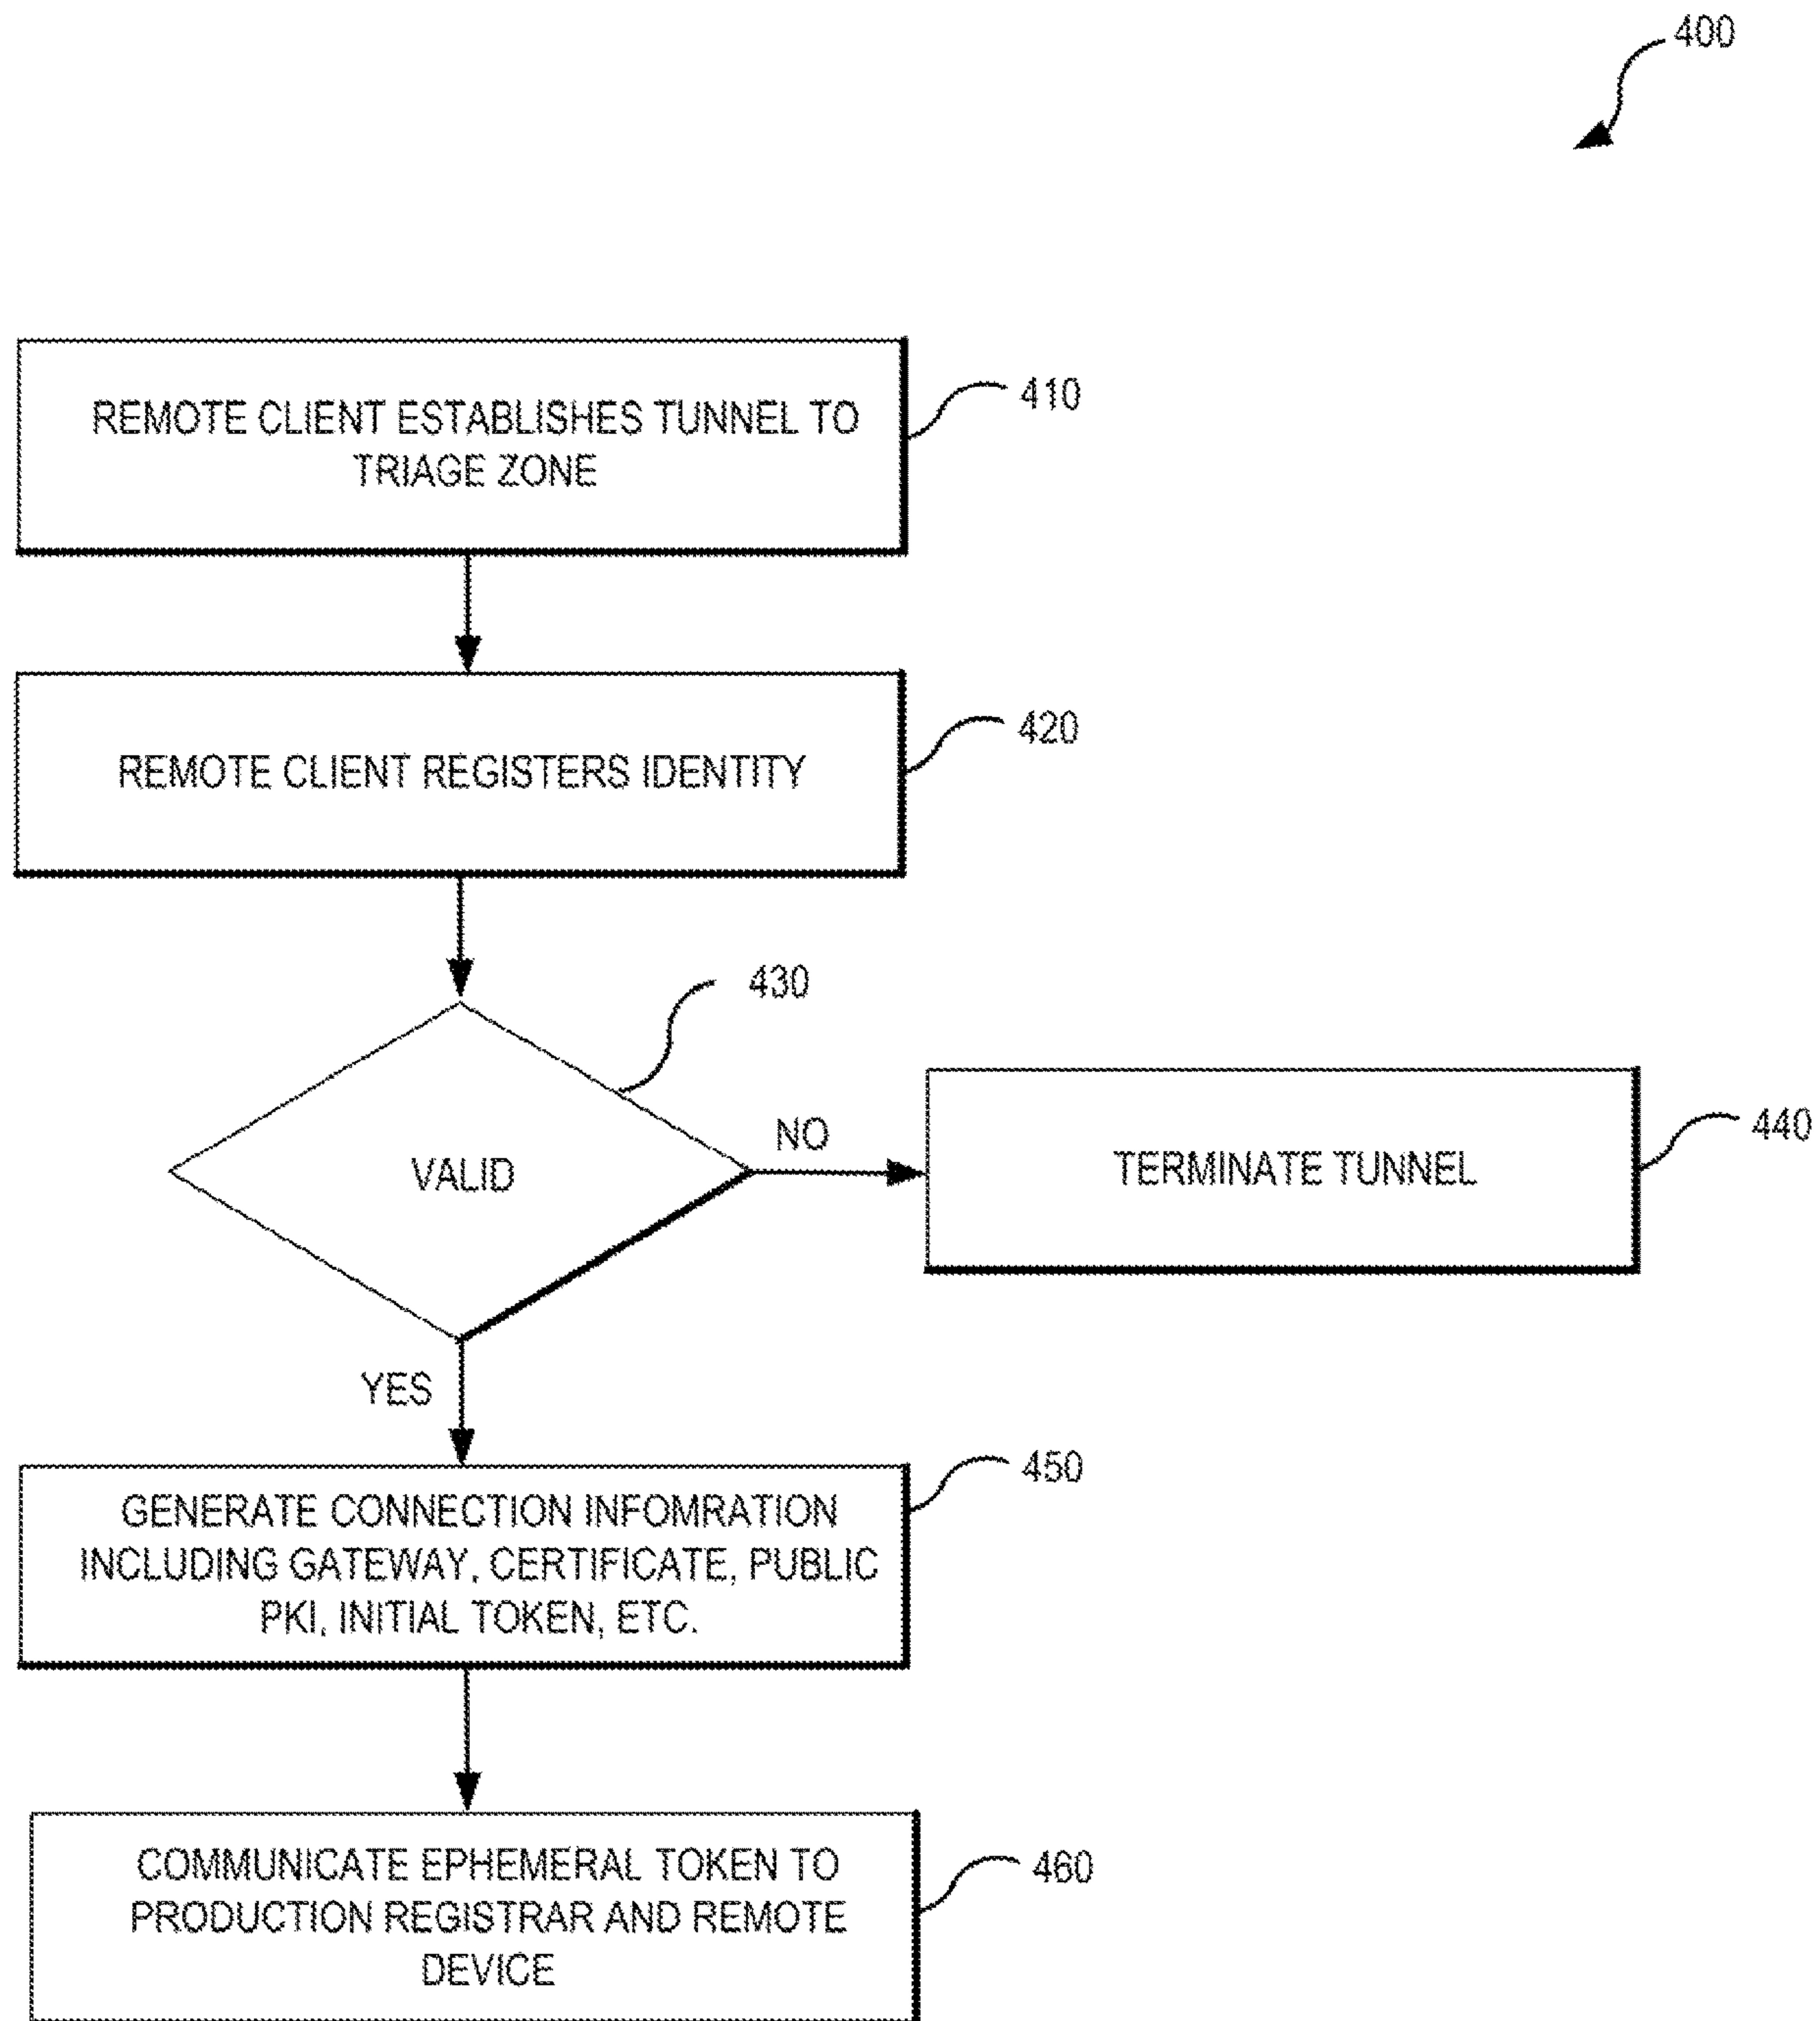 400
REMOTE CLIENT ESTABLISHES TUNNEL TO
TRIAGE ZONE
410
REMOTE CLIENT REGISTERS IDENTITY
420
430
VALID
NO
TERMINATE TUNNEL
440
YES
GENERATE CONNECTION INFOMRATION
INCLUDING GATEWAY, CERTIFICATE, PUBLIC
PKI, INITIAL TOKEN, ETC.
450
COMMUNICATE EPHEMERAL TOKEN TO
PRODUCTION REGISTRAR AND REMOTE
DEVICE
460